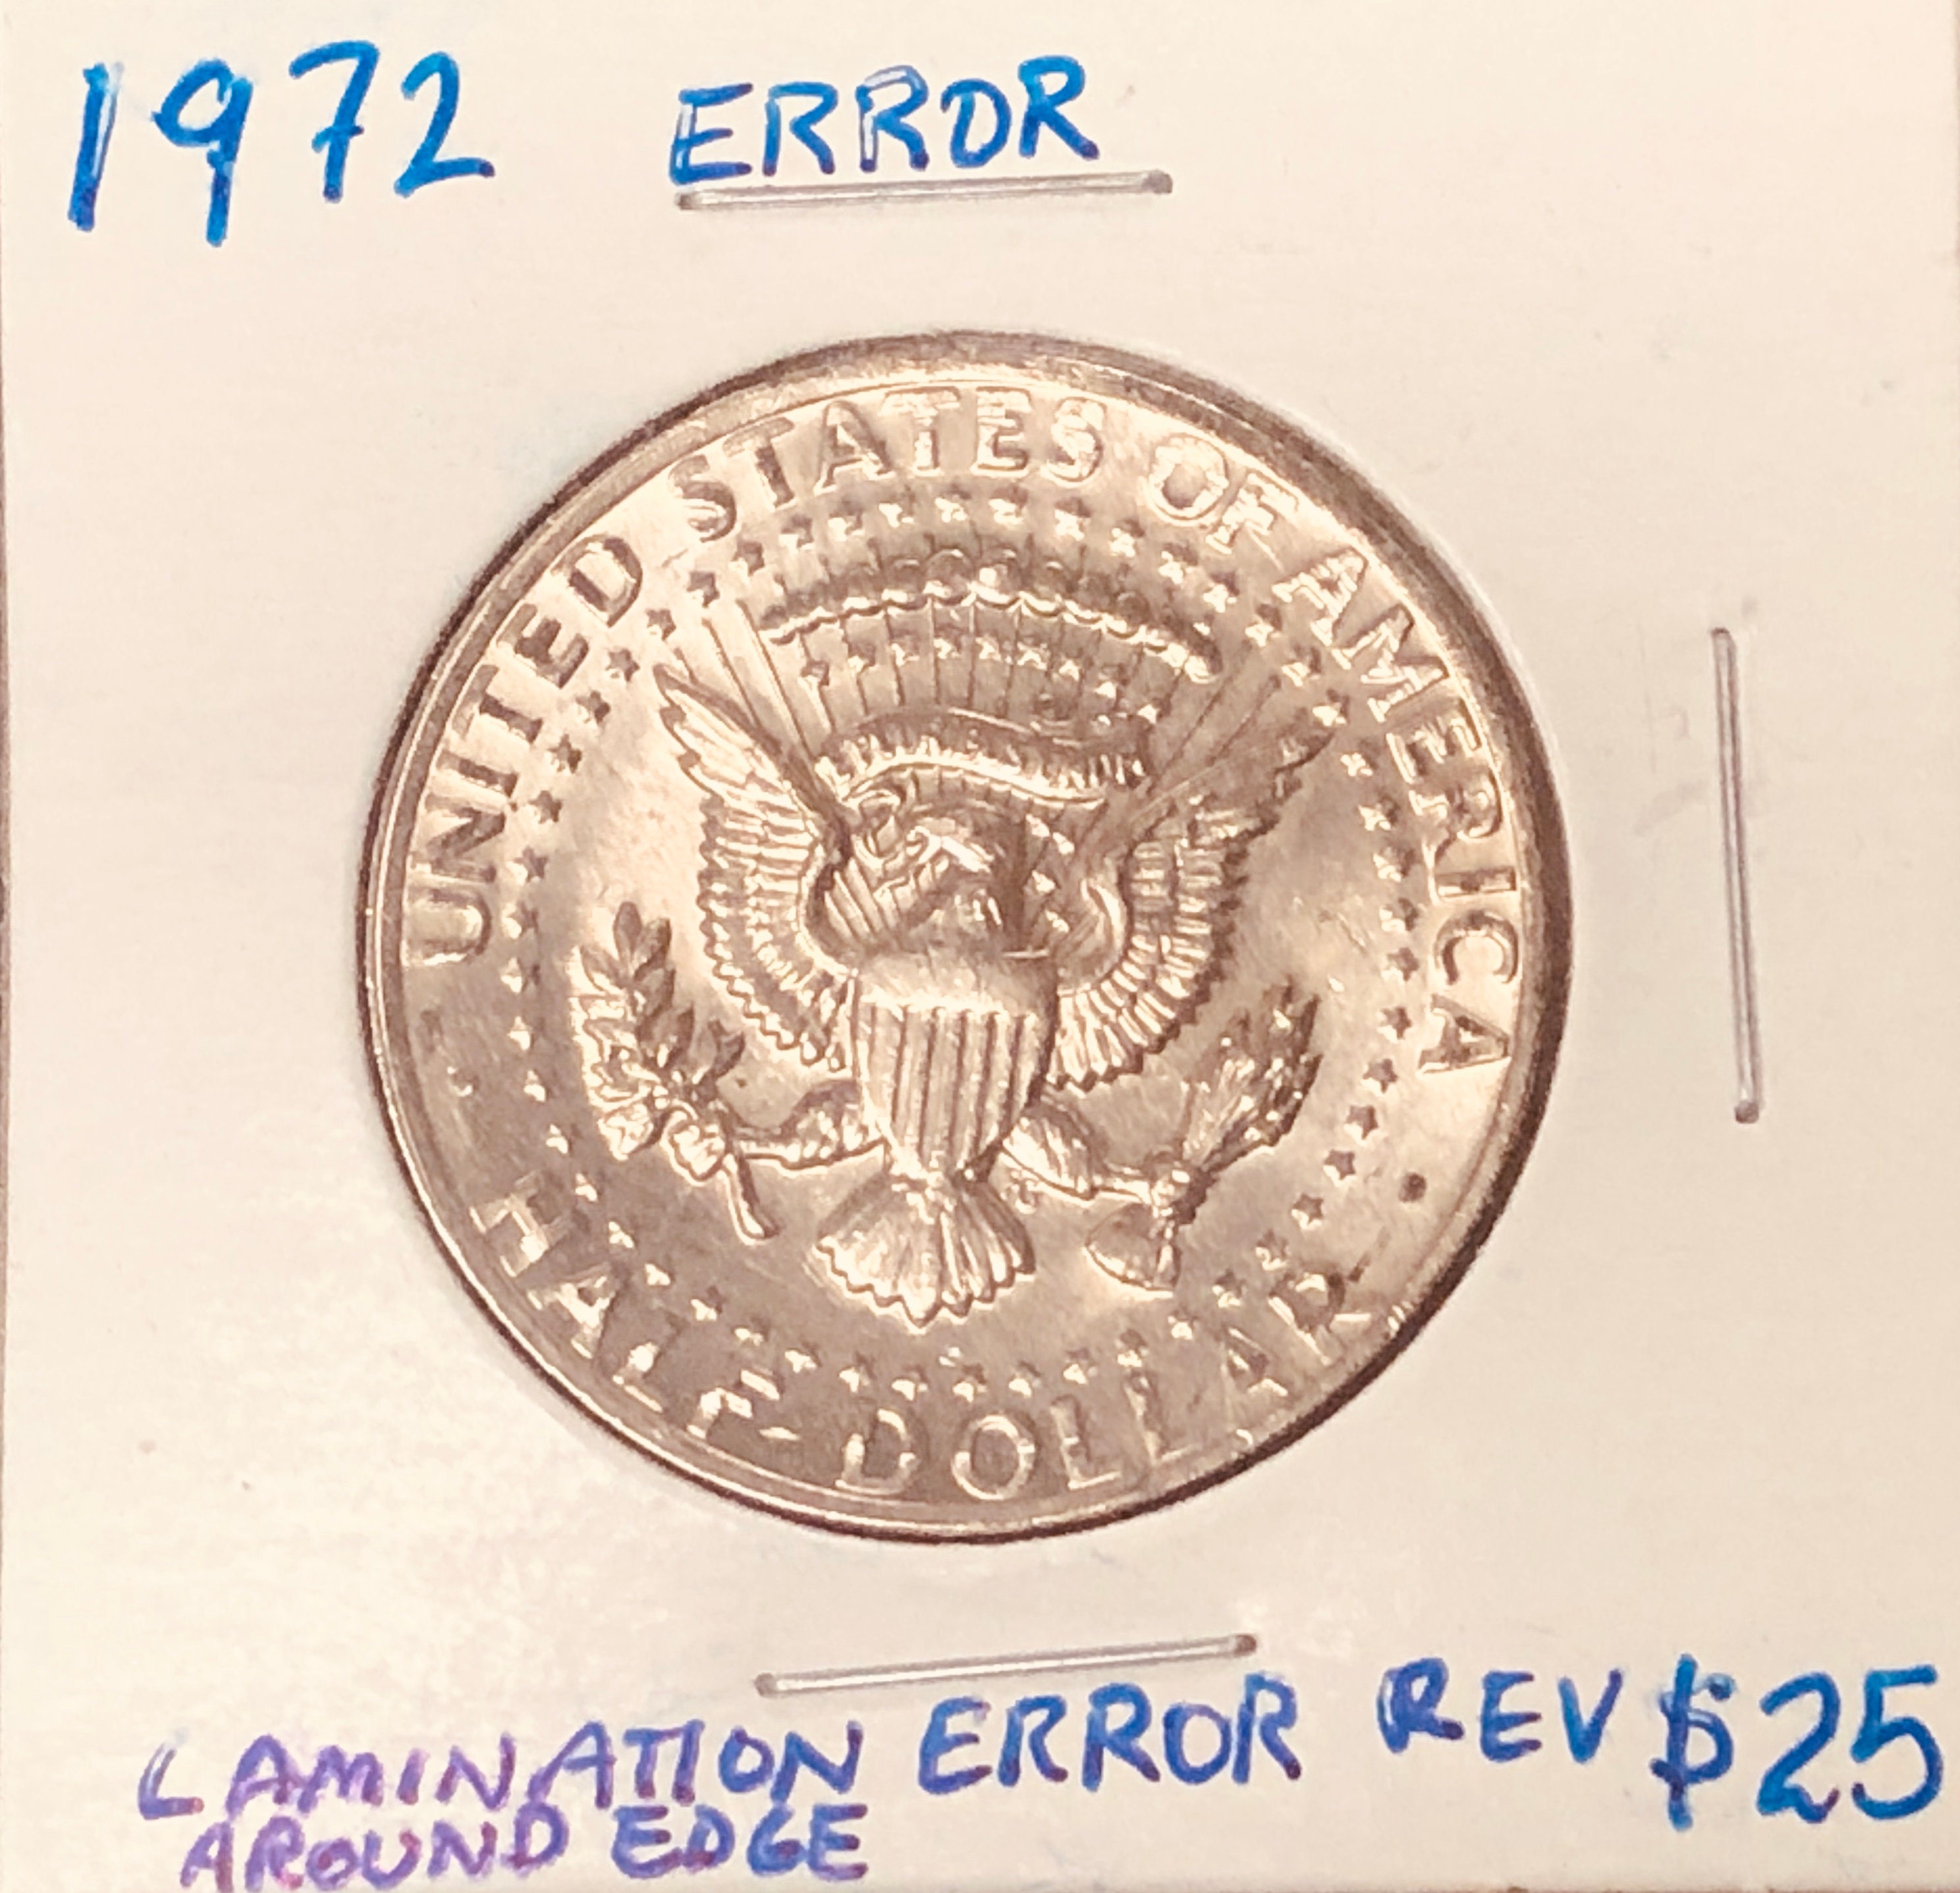 1972 ERROR
UNITED STATES OF AMERICA
HALF DOLLAR
LAMINATION ERROR REV $25
AROUND EDGE